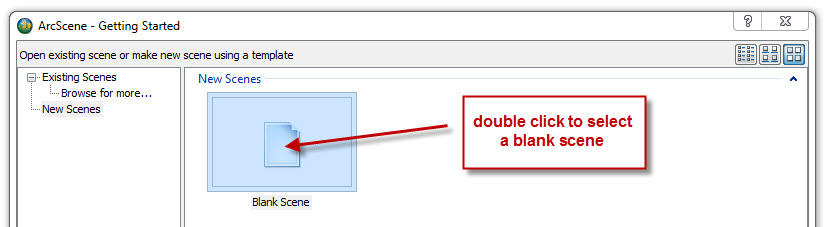 ArcScene - Getting Started
?
Open existing scene or make new scene using a template
Existing Scenes
Browse for more...
New Scenes
New Scenes
double click to select
a blank scene
Blank Scene